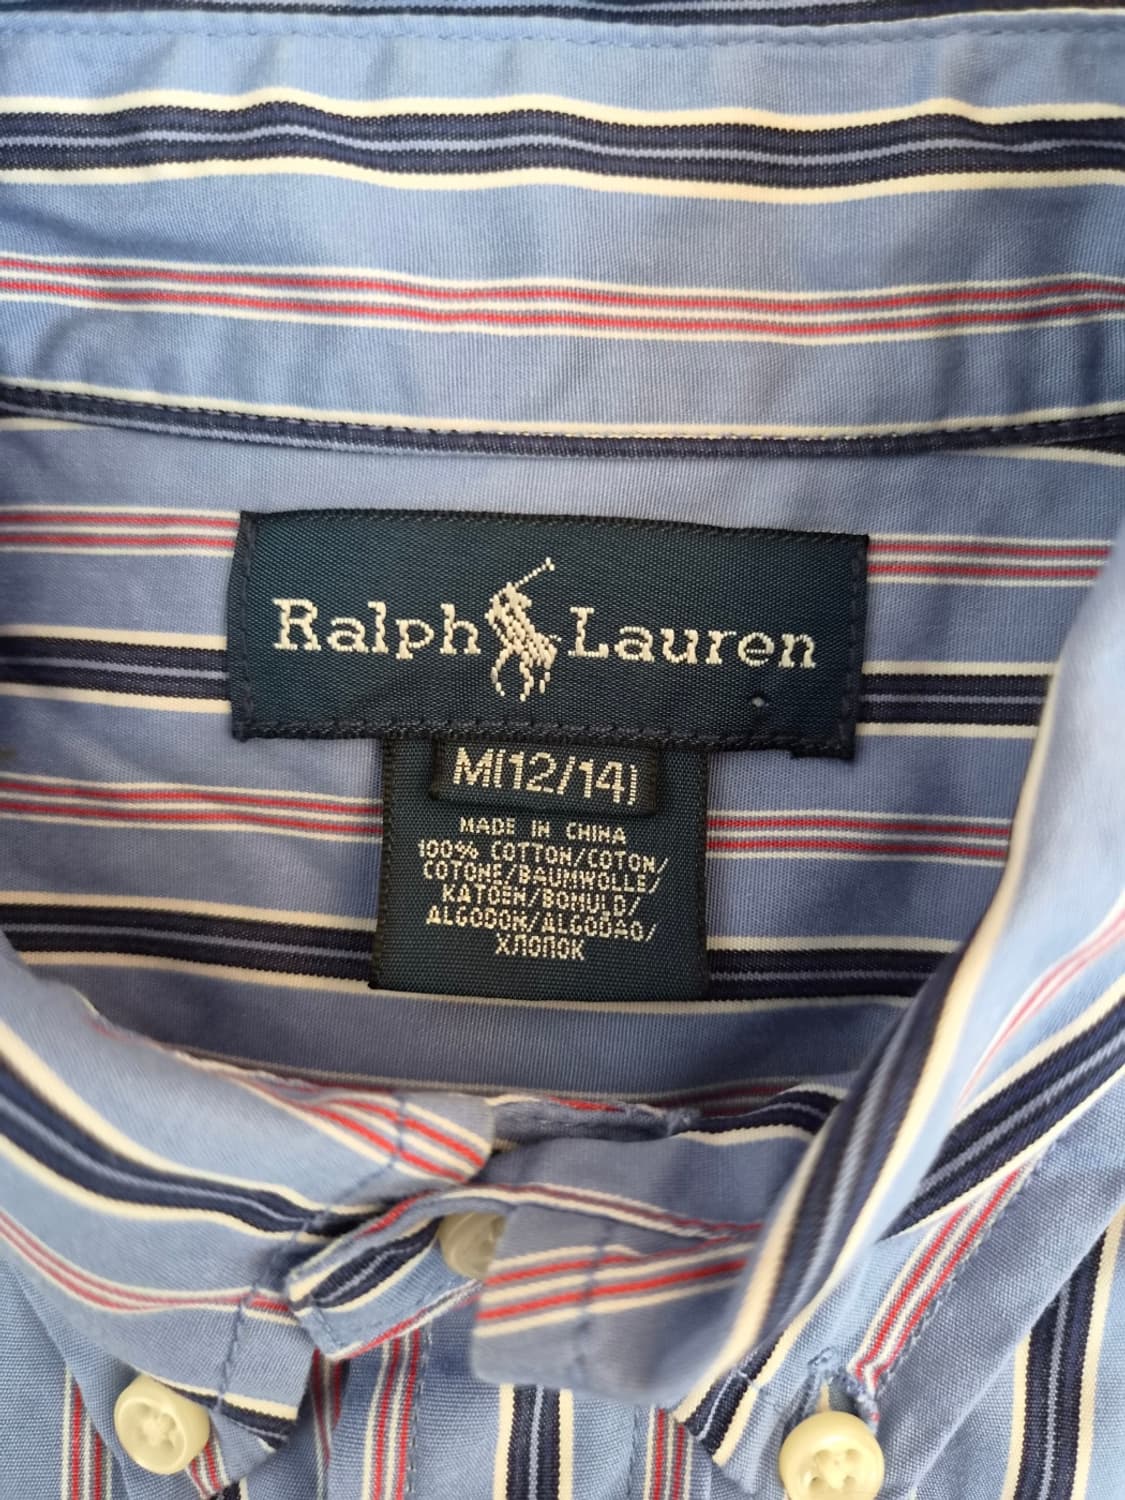 Ralph Lauren
M(12/14)
MADE IN CHINA
100% COTTON/COTON/
COTONE/BAUMWOLLE/
KATOEN/BOMULD/
ALGODON/ALGODAO/
ХЛОПОК